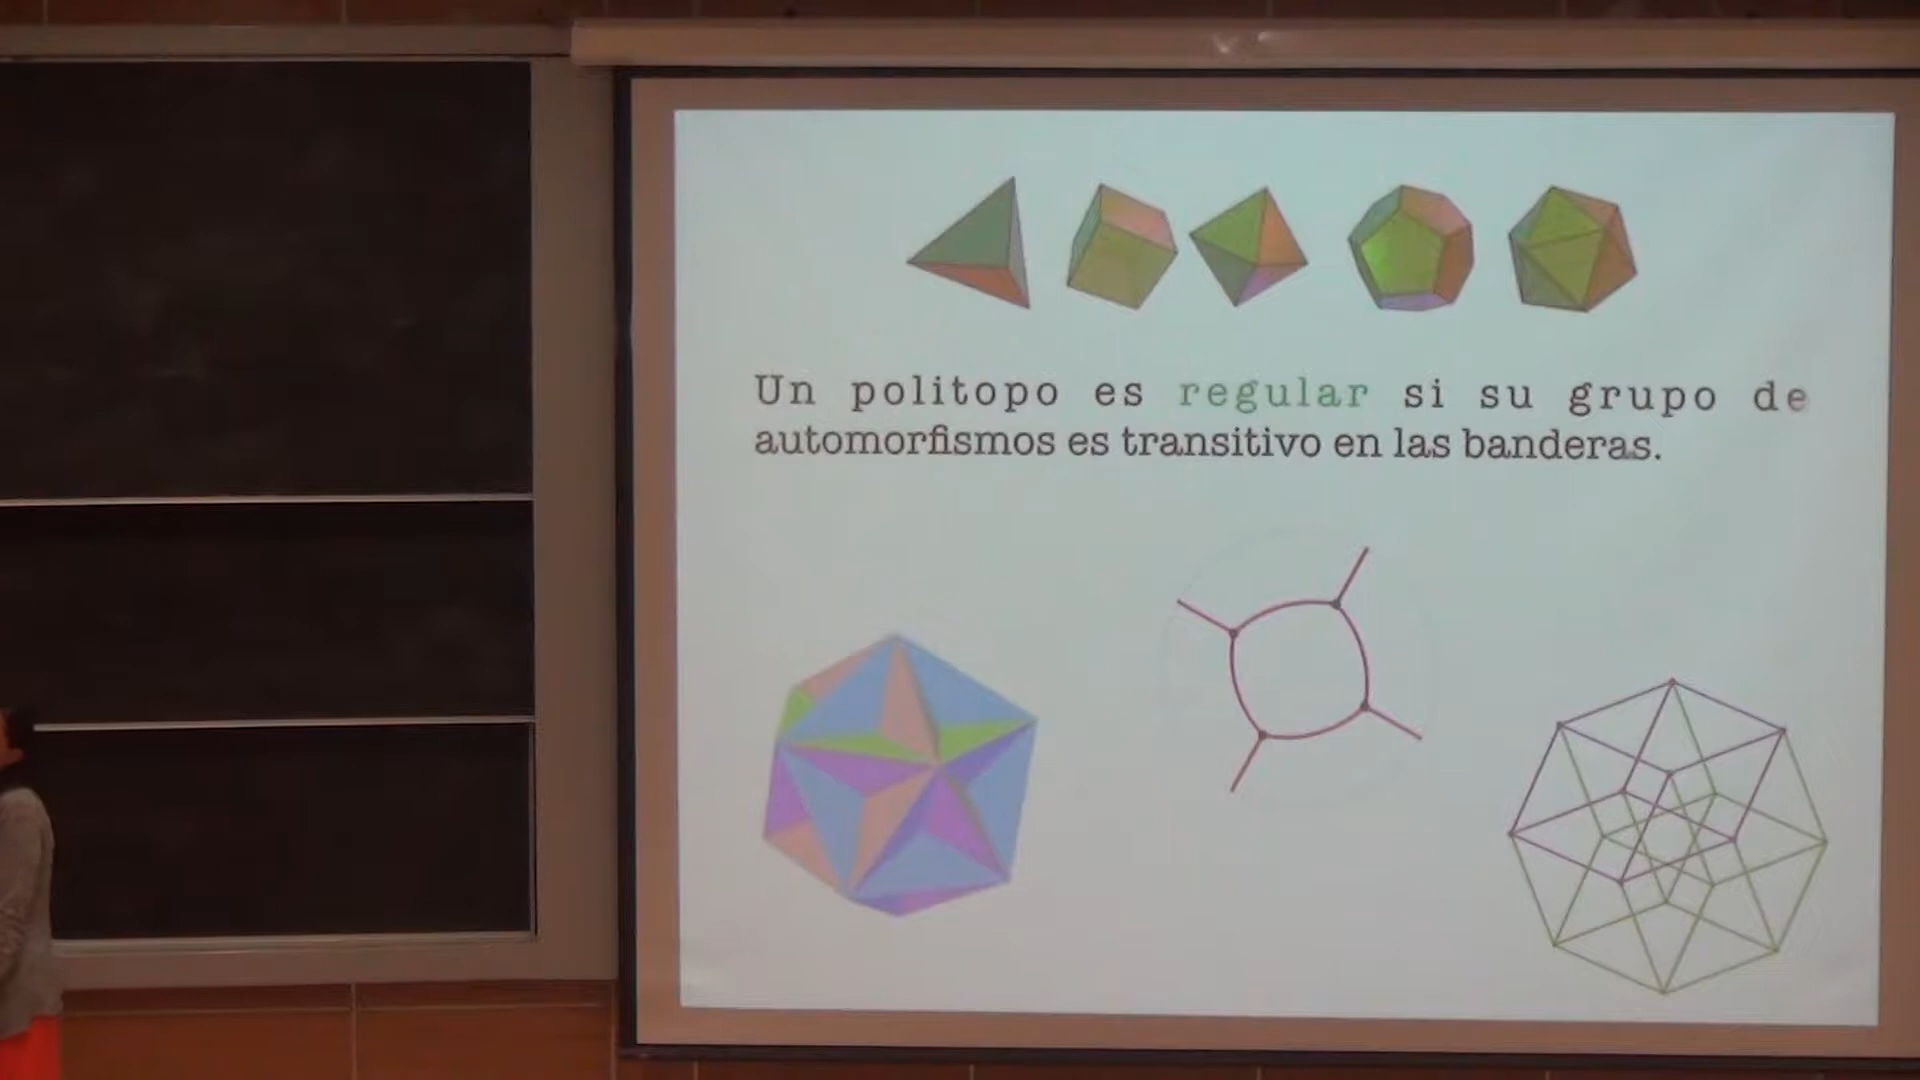 Un politopo es regular si su grupo de
automorfismos es transitivo en las banderas.